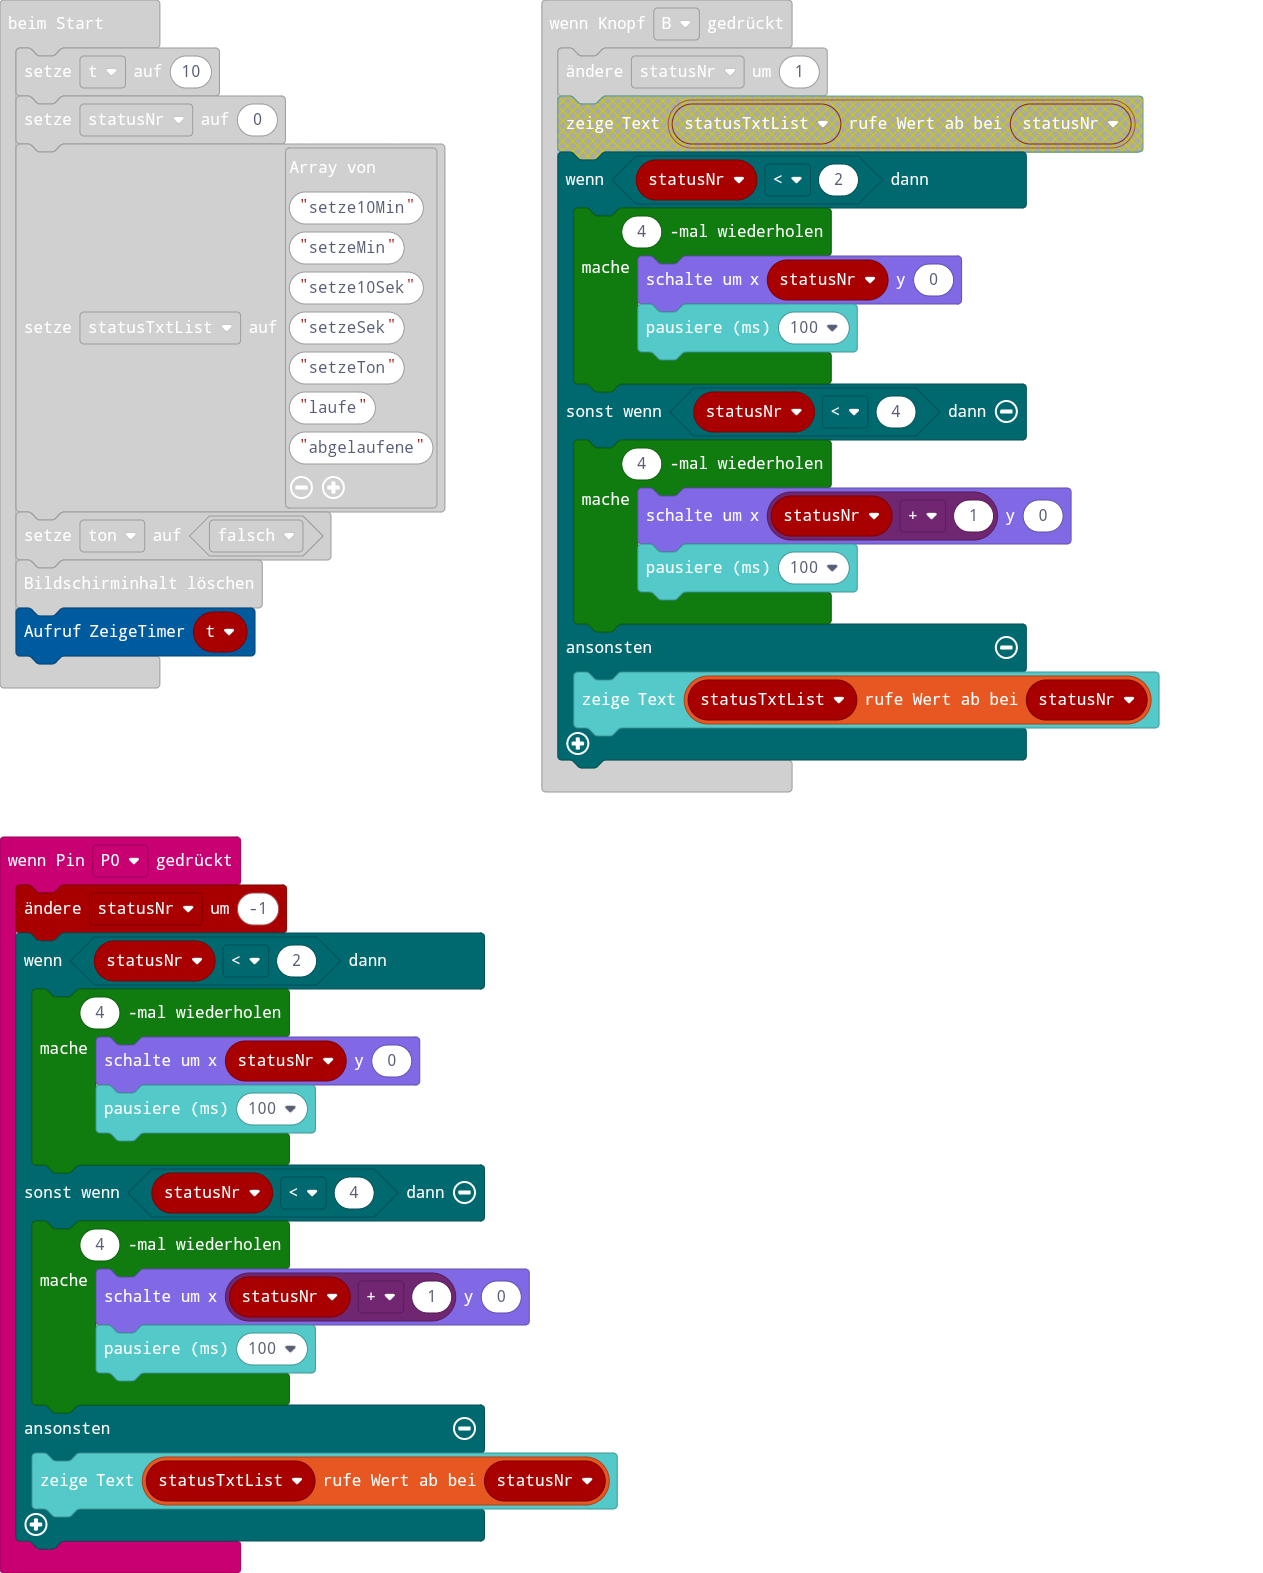 beim Start
setze t auf 10
setze statusNr auf 0
Array von
"setze10Min"
"setzeMin"
"setze10Sek"
setze statusTxtList auf "setzeSek"
"setzeTon"
"laufe"
"abgelaufene"
setze ton auf falsch
Bildschirminhalt löschen
Aufruf ZeigeTimer t
wenn Knopf B gedrückt
ändere statusNr um 1
zeige Text statusTxtList rufe Wert ab bei statusNr
wenn statusNr < 2 dann
4 -mal wiederholen
mache
schalte um x statusNr y 0
pausiere (ms) 100
sonst wenn statusNr < 4 dann
4 -mal wiederholen
mache
schalte um x statusNr + 1 y 0
pausiere (ms) 100
ansonsten
zeige Text statusTxtList rufe Wert ab bei statusNr
wenn Pin P0 gedrückt
ändere statusNr um -1
wenn statusNr < 2 dann
4 -mal wiederholen
mache
schalte um x statusNr y 0
pausiere (ms) 100
sonst wenn statusNr < 4 dann
4 -mal wiederholen
mache
schalte um x statusNr + 1 y 0
pausiere (ms) 100
ansonsten
zeige Text statusTxtList rufe Wert ab bei statusNr